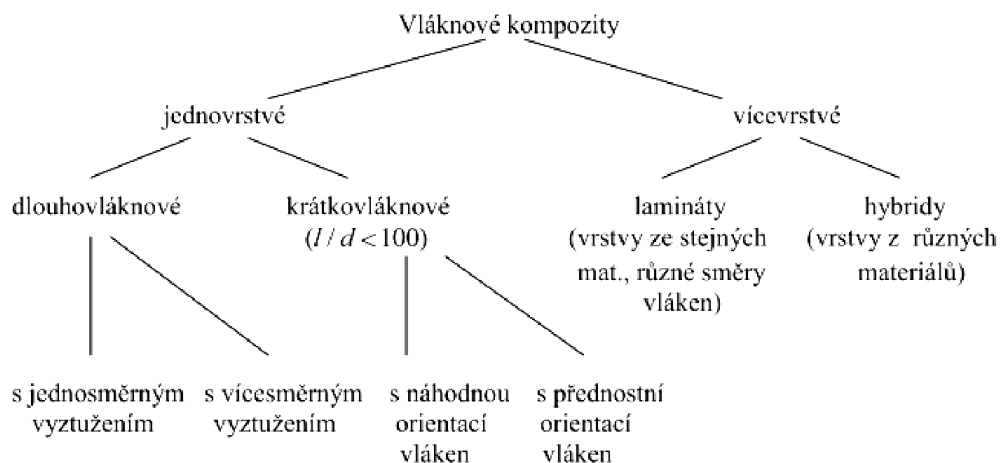 Vláknové kompozity
jednovrstvé
vícevrstvé
dlouhovláknové
krátkovláknové
(l / d < 100)
lamináty
(vrstvy ze stejných
mat., různé směry
vláken)
hybridy
(vrstvy z různých
materiálů)
s jednosměrným
vyztužením
s vícesměrným
vyztužením
s náhodnou
orientací
vláken
s přednostní
orientací
vláken